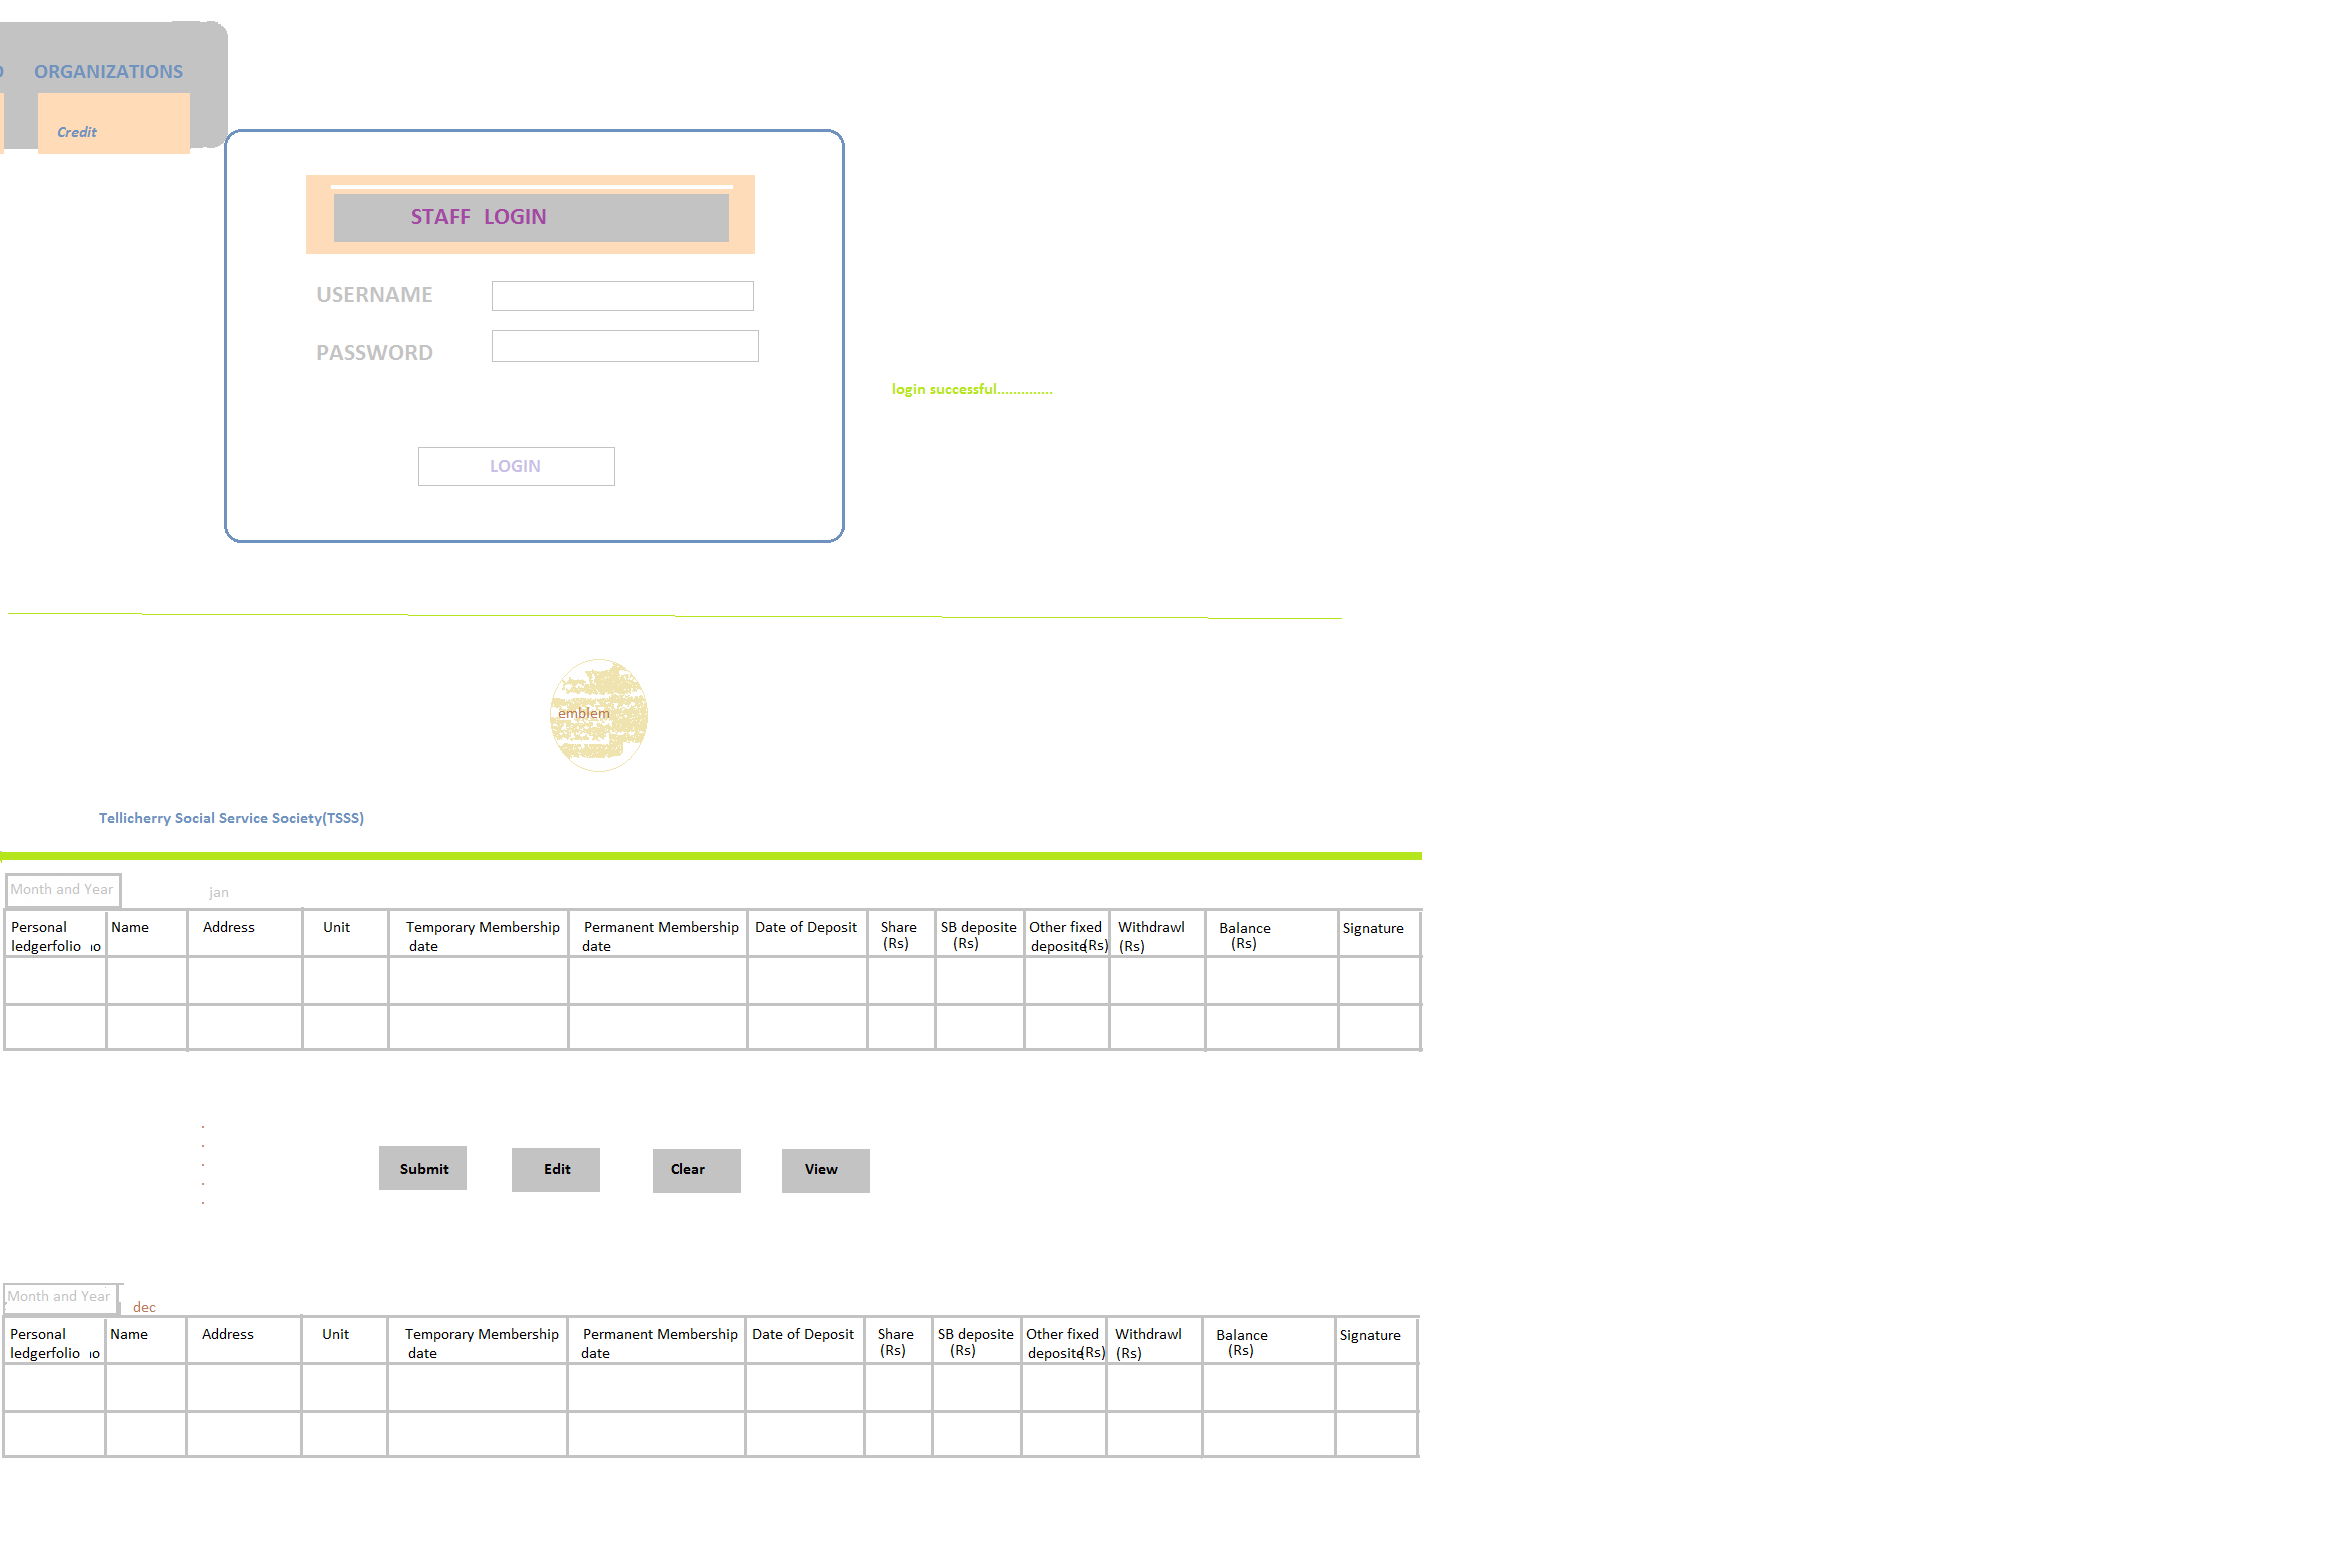 ORGANIZATIONS
Credit
STAFF LOGIN
USERNAME
PASSWORD
login successful..............
LOGIN
emblem
Tellicherry Social Service Society(TSSS)
Month and Year jan
Personal ledgerfolio no
Name
Address
Unit
Temporary Membership date
Permanent Membership date
Date of Deposit
Share (Rs)
SB deposite (Rs)
Other fixed deposite(Rs)
Withdrawl (Rs)
Balance (Rs)
Signature
Submit Edit Clear View
Month and Year dec
Personal ledgerfolio no
Name
Address
Unit
Temporary Membership date
Permanent Membership date
Date of Deposit
Share (Rs)
SB deposite (Rs)
Other fixed deposite(Rs)
Withdrawl (Rs)
Balance (Rs)
Signature